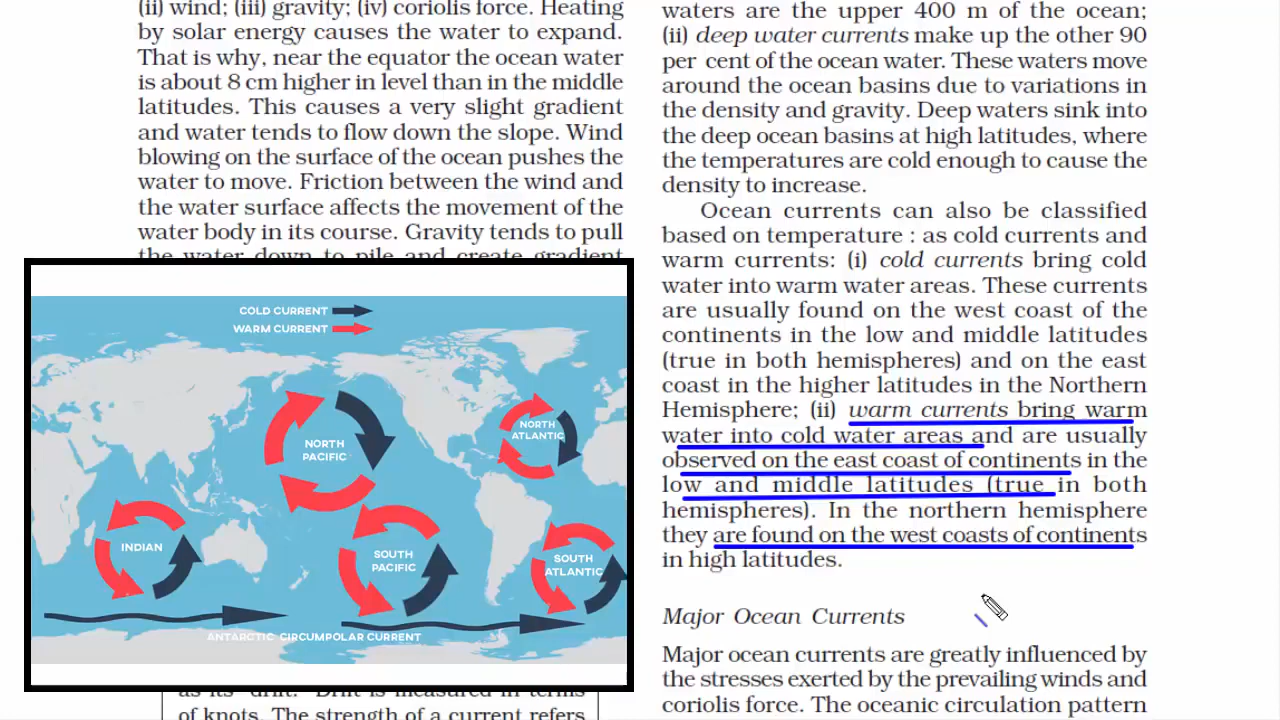 (ii) wind; (iii) gravity; (iv) coriolis force. Heating
by solar energy causes the water to expand.
That is why, near the equator the ocean water
is about 8 cm higher in level than in the middle
latitudes. This causes a very slight gradient
and water tends to flow down the slope. Wind
blowing on the surface of the ocean pushes the
water to move. Friction between the wind and
the water surface affects the movement of the
water body in its course. Gravity tends to pull
the water down to pile and create gradient
COLD CURRENT
WARM CURRENT
NORTH
PACIFIC
NORTH
ATLANTIC
INDIAN
SOUTH
PACIFIC
SOUTH
ATLANTIC
ANTARCTIC CIRCUMPOLAR CURRENT
as its "drift." Drift is measured in terms
of knots. The strength of a current refers
waters are the upper 400 m of the ocean;
(ii) deep water currents make up the other 90
per cent of the ocean water. These waters move
around the ocean basins due to variations in
the density and gravity. Deep waters sink into
the deep ocean basins at high latitudes, where
the temperatures are cold enough to cause the
density to increase.
Ocean currents can also be classified
based on temperature : as cold currents and
warm currents: (i) cold currents bring cold
water into warm water areas. These currents
are usually found on the west coast of the
continents in the low and middle latitudes
(true in both hemispheres) and on the east
coast in the higher latitudes in the Northern
Hemisphere; (ii) warm currents bring warm
water into cold water areas and are usually
observed on the east coast of continents in the
low and middle latitudes (true in both
hemispheres). In the northern hemisphere
they are found on the west coasts of continents
in high latitudes.
Major Ocean Currents
Major ocean currents are greatly influenced by
the stresses exerted by the prevailing winds and
coriolis force. The oceanic circulation pattern